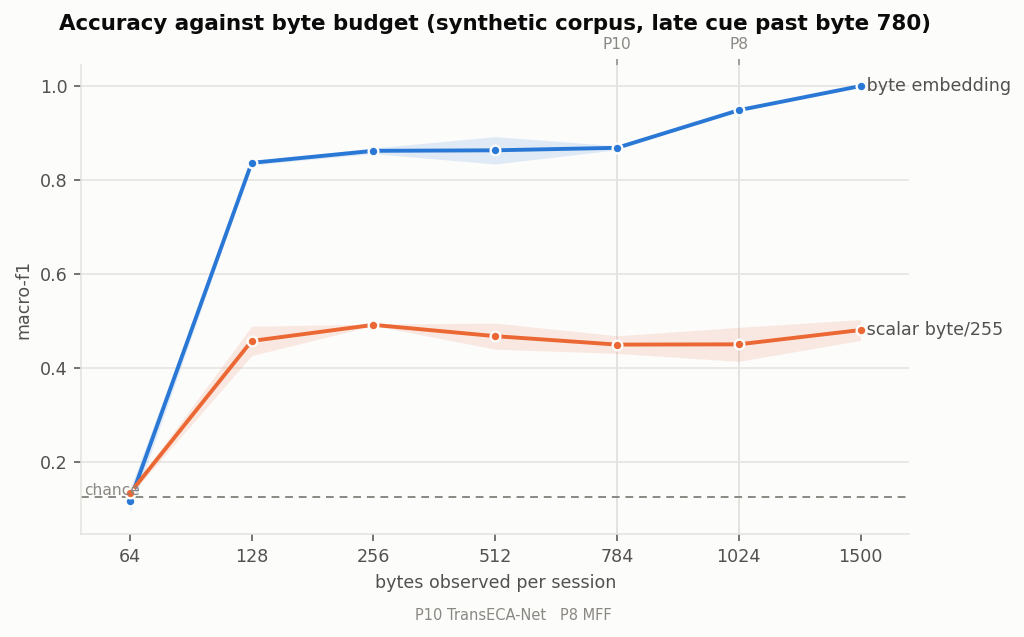 Accuracy against byte budget (synthetic corpus, late cue past byte 780)
P10 P8
1.0
0.8
0.6
0.4
0.2
macro-f1
byte embedding
scalar byte/255
chance
64 128 256 512 784 1024 1500
bytes observed per session
P10 TransECA-Net P8 MFF